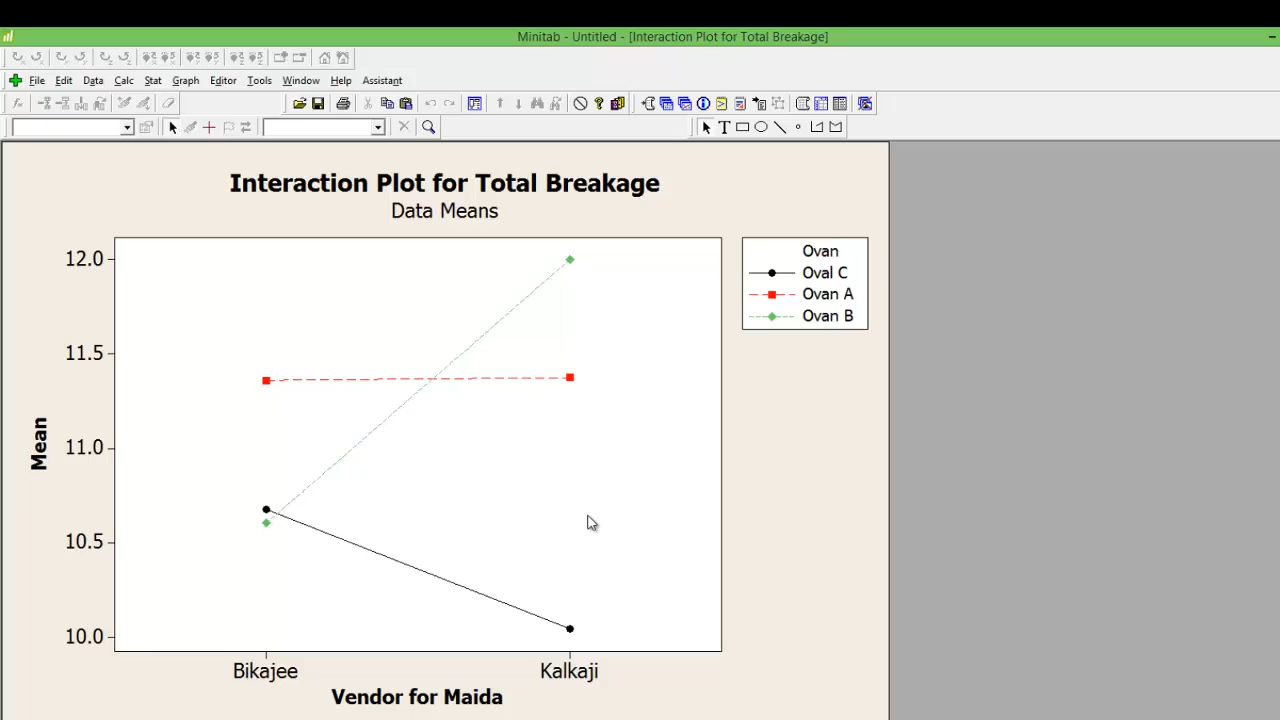 Minitab - Untitled - [Interaction Plot for Total Breakage]
File Edit Data Calc Stat Graph Editor Tools Window Help Assistant
Interaction Plot for Total Breakage
Data Means
12.0
11.5
11.0
10.5
10.0
Mean
Bikajee Kalkaji
Vendor for Maida
Ovan
Oval C
Ovan A
Ovan B